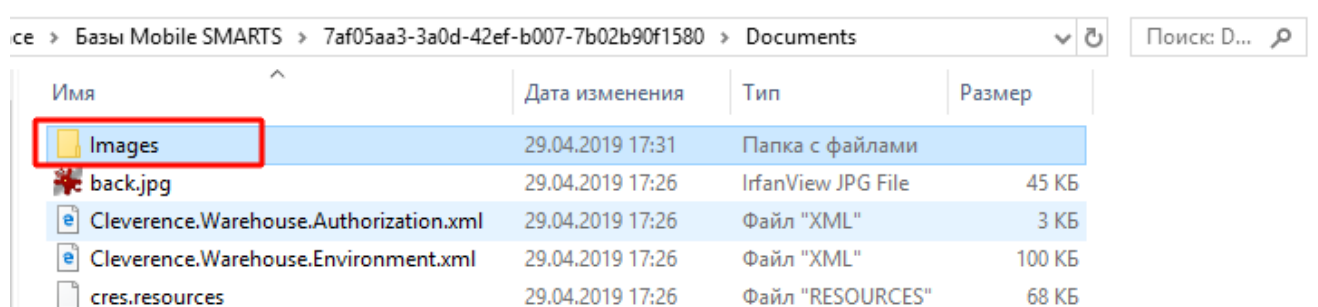 ce > Базы Mobile SMARTS > 7af05aa3-3a0d-42ef-b007-7b02b90f1580 > Documents Поиск: D...
Имя Дата изменения Тип Размер
Images 29.04.2019 17:31 Папка с файлами
back.jpg 29.04.2019 17:26 IrfanView JPG File 45 КБ
Cleverence.Warehouse.Authorization.xml 29.04.2019 17:26 Файл "XML" 3 КБ
Cleverence.Warehouse.Environment.xml 29.04.2019 17:26 Файл "XML" 100 КБ
cres.resources 29.04.2019 17:26 Файл "RESOURCES" 68 КБ